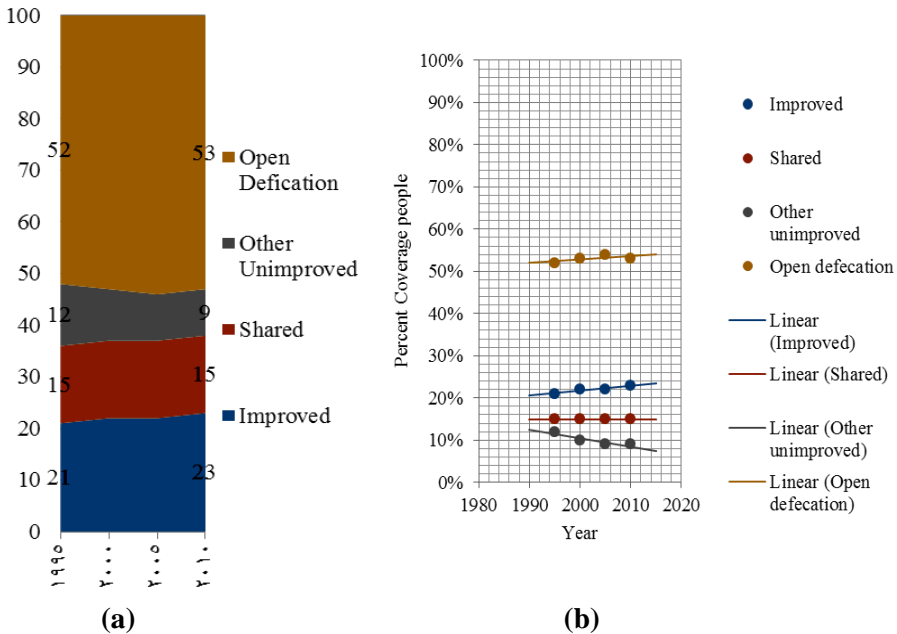 100
90
80
70
60
50
40
30
20
10
0
52
53
12
9
15
15
21
23
١٩٩٥
٢٠٠٠
٢٠٠٥
٢٠١٠
Open
Defication
Other
Unimproved
Shared
Improved
(a)
Percent Coverage people
100%
90%
80%
70%
60%
50%
40%
30%
20%
10%
0%
1980 1990 2000 2010 2020
Year
Improved
Shared
Other
unimproved
Open defecation
Linear
(Improved)
Linear (Shared)
Linear (Other
unimproved)
Linear (Open
defecation)
(b)